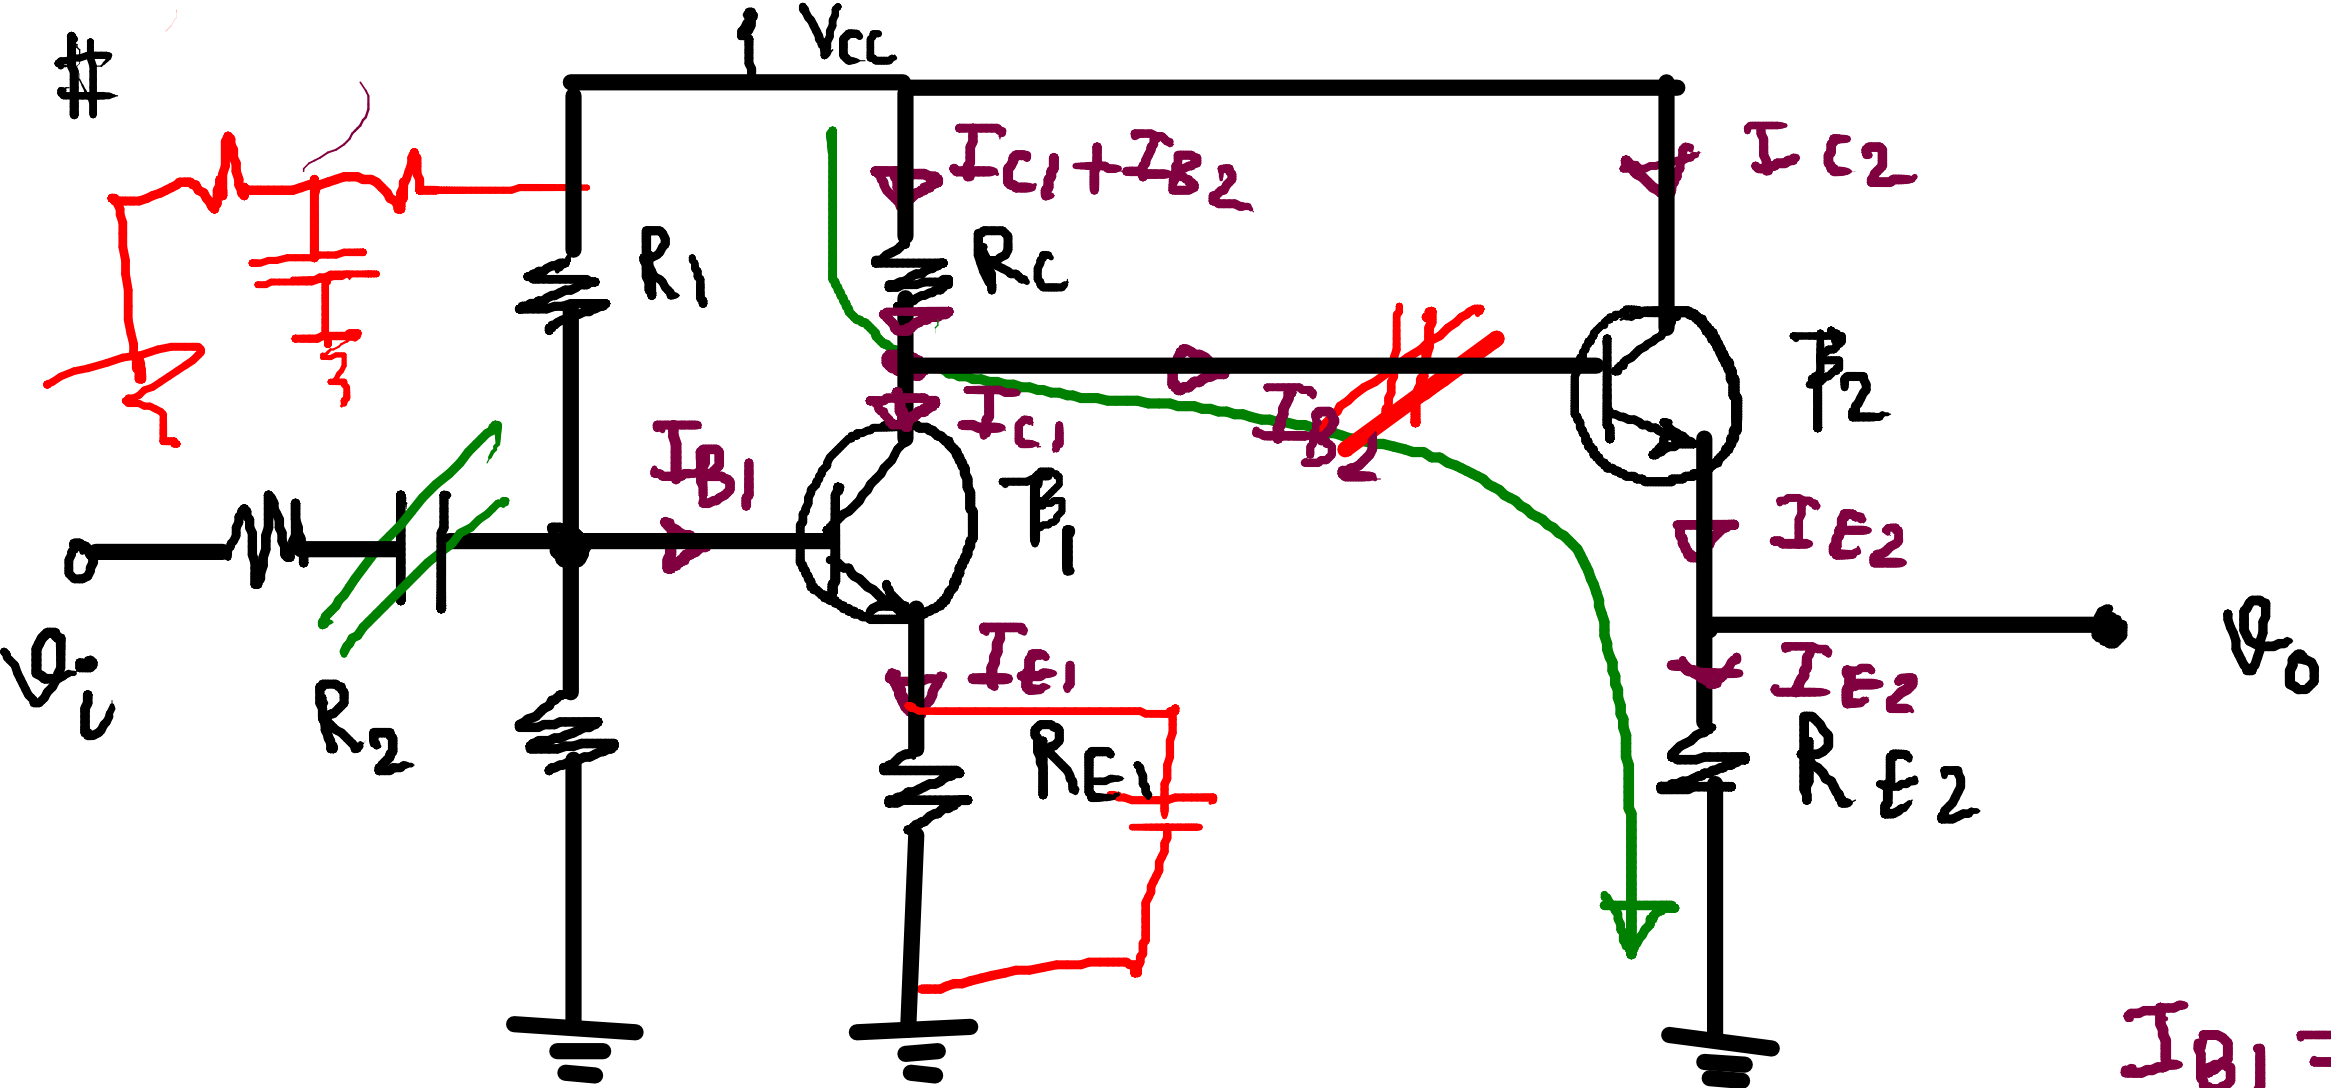 #
VCC
IC1+IB2
IC2
R1
RC
β2
IB1
IC1
IB2
β1
IE2
vi
R2
IE1
RE1
IE2
RE2
vo
IB1 =